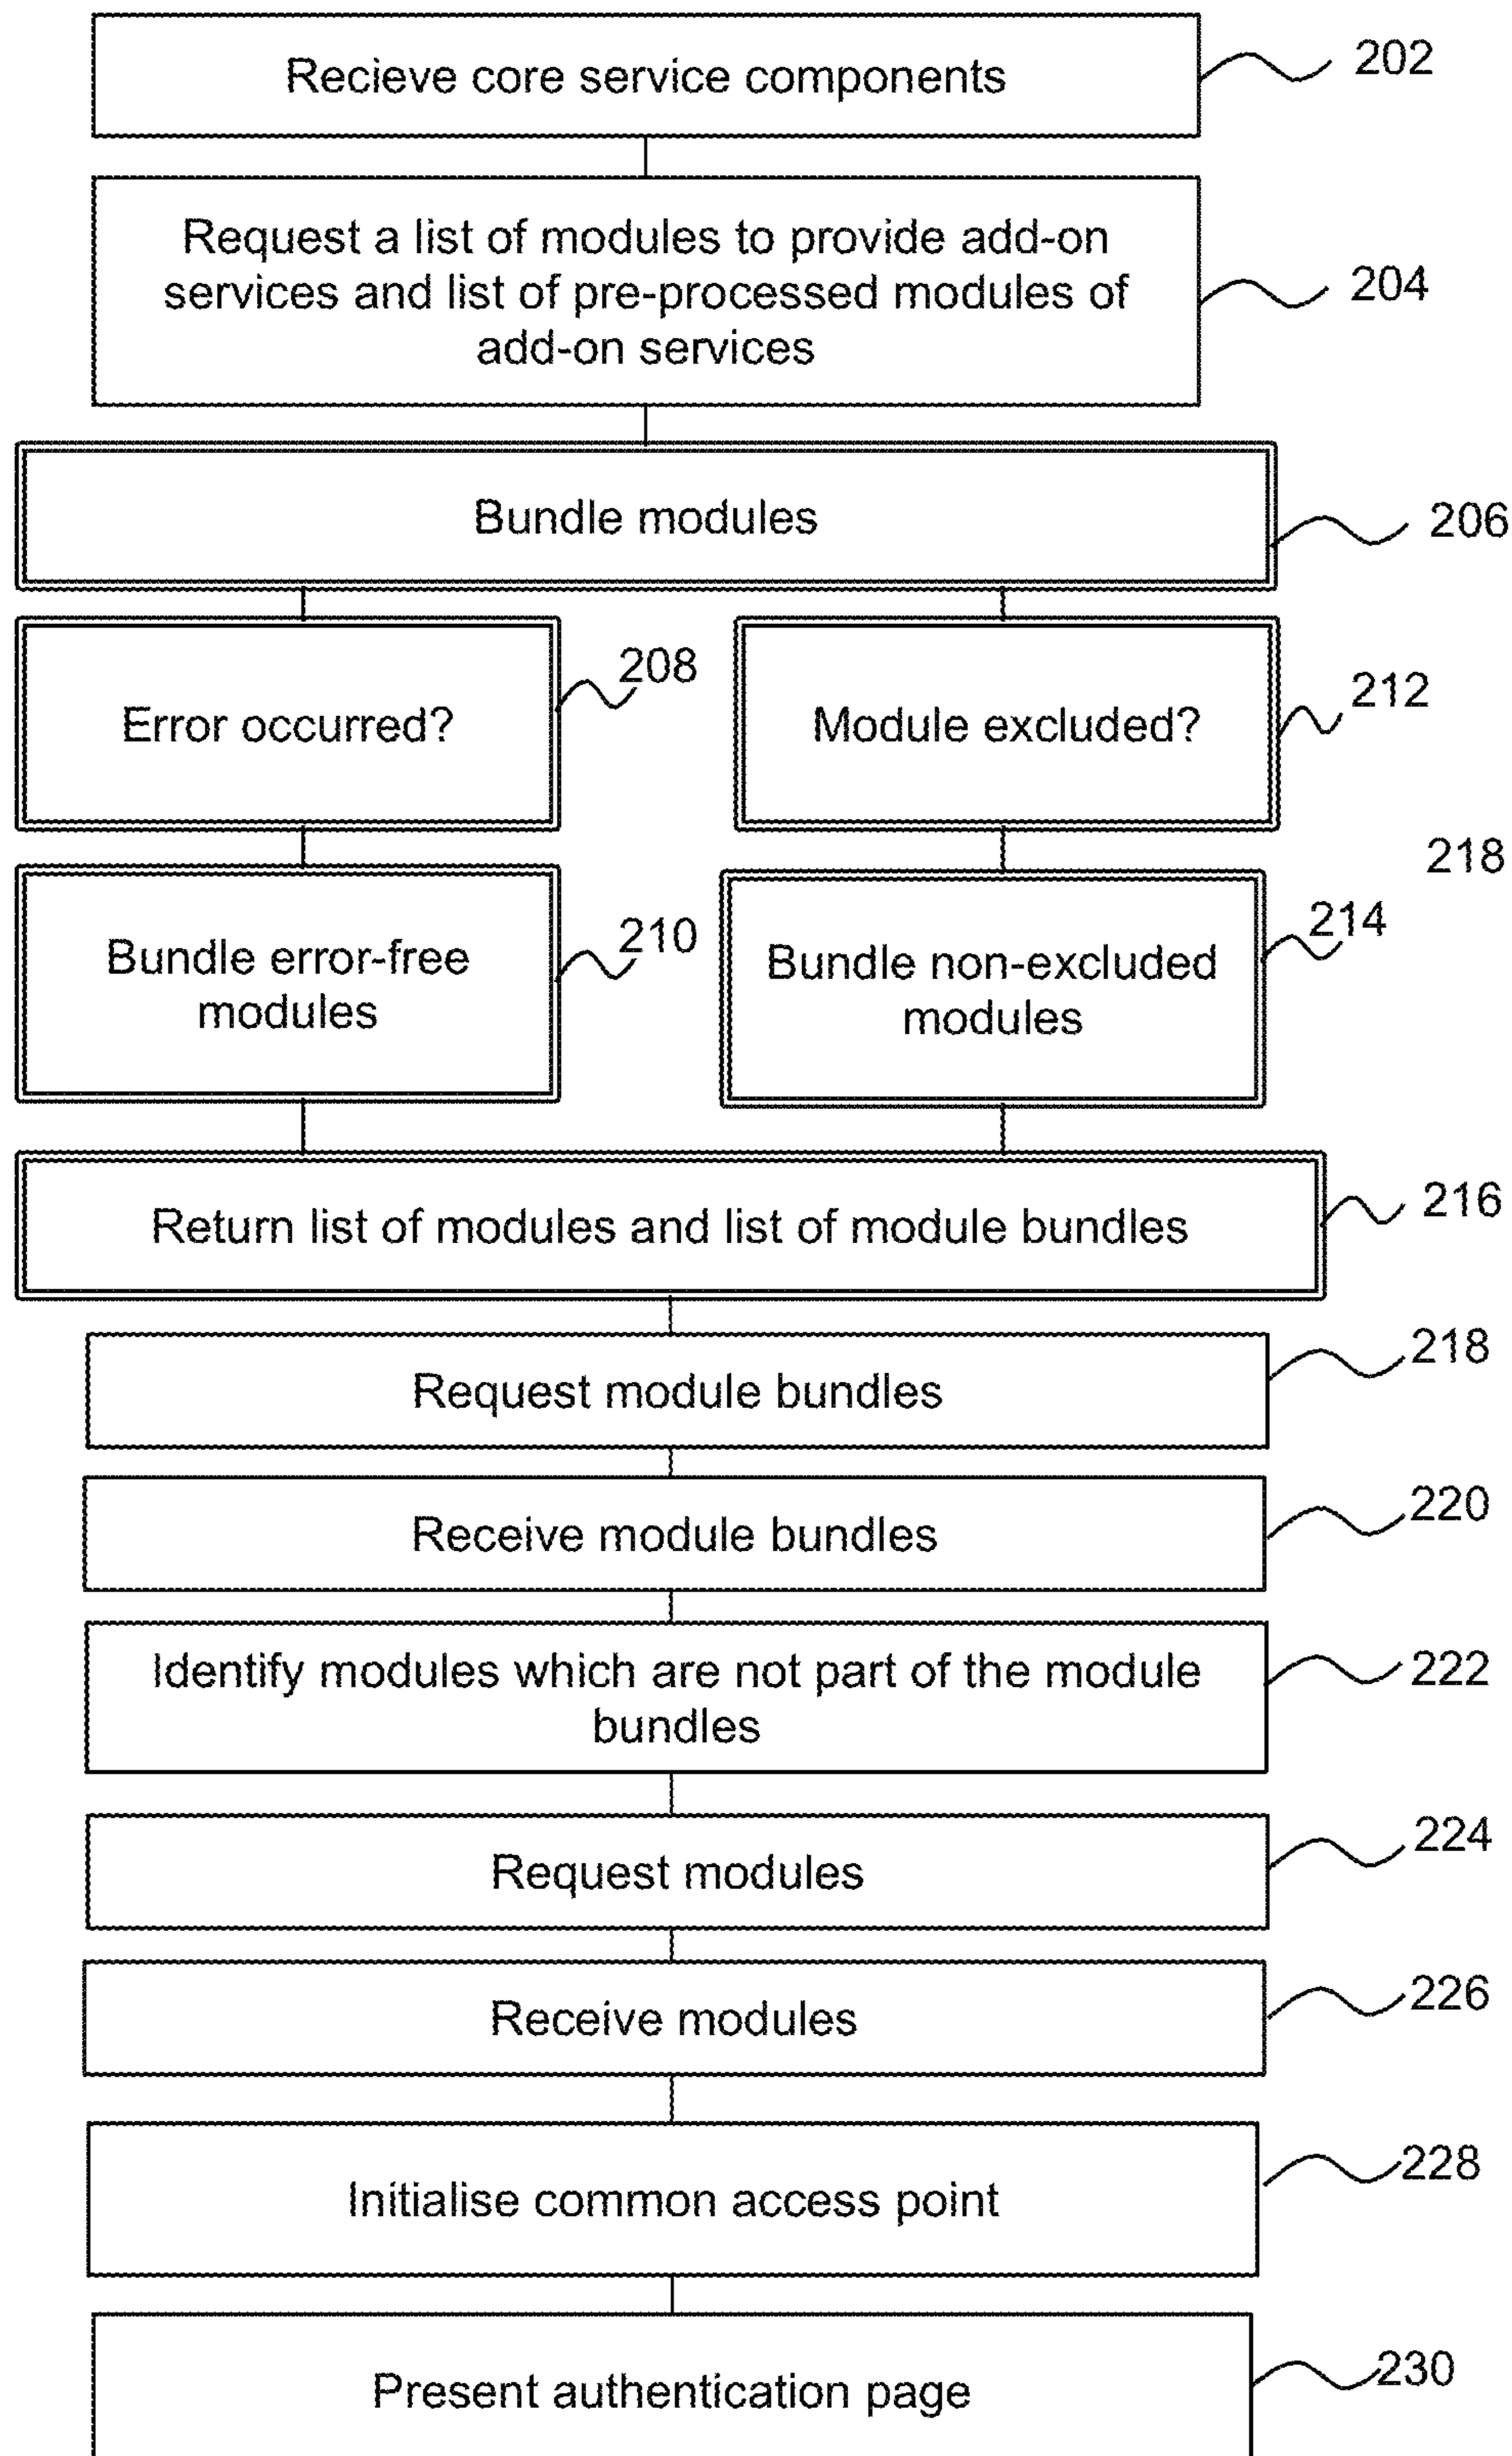 Recieve core service components
202
Request a list of modules to provide add-on
services and list of pre-processed modules of
add-on services
204
Bundle modules
206
Error occurred?
208
Module excluded?
212
218
Bundle error-free
modules
210
Bundle non-excluded
modules
214
Return list of modules and list of module bundles
216
Request module bundles
218
Receive module bundles
220
Identify modules which are not part of the module
bundles
222
Request modules
224
Receive modules
226
Initialise common access point
228
Present authentication page
230